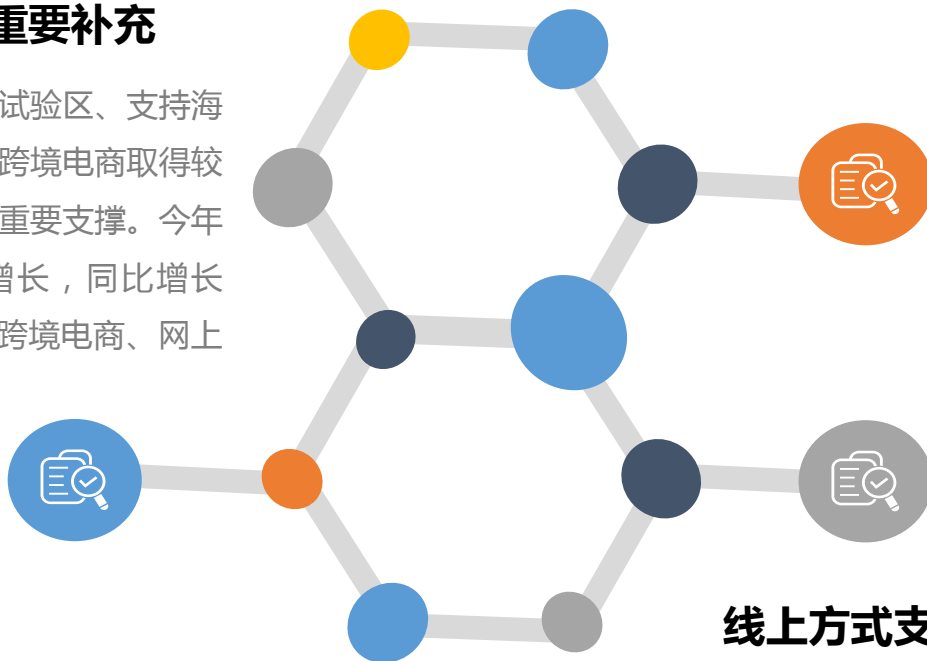 重要补充
试验区、支持海
跨境电商取得较
重要支撑。今年
增长，同比增长
跨境电商、网上
线上方式支